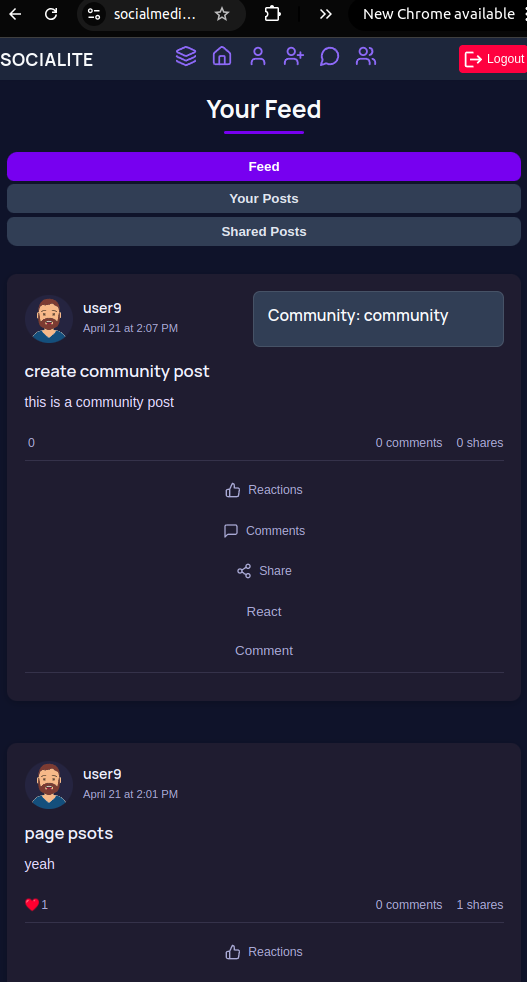 socialmedi...
New Chrome available
SOCIALITE
Logout
Your Feed
Feed
Your Posts
Shared Posts
user9
April 21 at 2:07 PM
Community: community
create community post
this is a community post
0
0 comments 0 shares
Reactions
Comments
Share
React
Comment
user9
April 21 at 2:01 PM
page psots
yeah
❤️1
0 comments 1 shares
Reactions